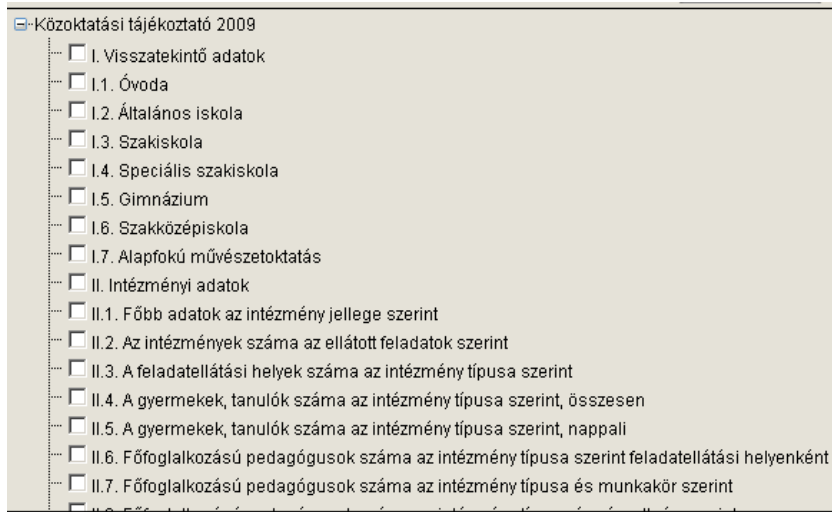 Közoktatási tájékoztató 2009
I. Visszatekintő adatok
I.1. Óvoda
I.2. Általános iskola
I.3. Szakiskola
I.4. Speciális szakiskola
I.5. Gimnázium
I.6. Szakközépiskola
I.7. Alapfokú művészetoktatás
II. Intézményi adatok
II.1. Főbb adatok az intézmény jellege szerint
II.2. Az intézmények száma az ellátott feladatok szerint
II.3. A feladatellátási helyek száma az intézmény típusa szerint
II.4. A gyermekek, tanulók száma az intézmény típusa szerint, összesen
II.5. A gyermekek, tanulók száma az intézmény típusa szerint, nappali
II.6. Főfoglalkozású pedagógusok száma az intézmény típusa szerint feladatellátási helyenként
II.7. Főfoglalkozású pedagógusok száma az intézmény típusa és munkakör szerint